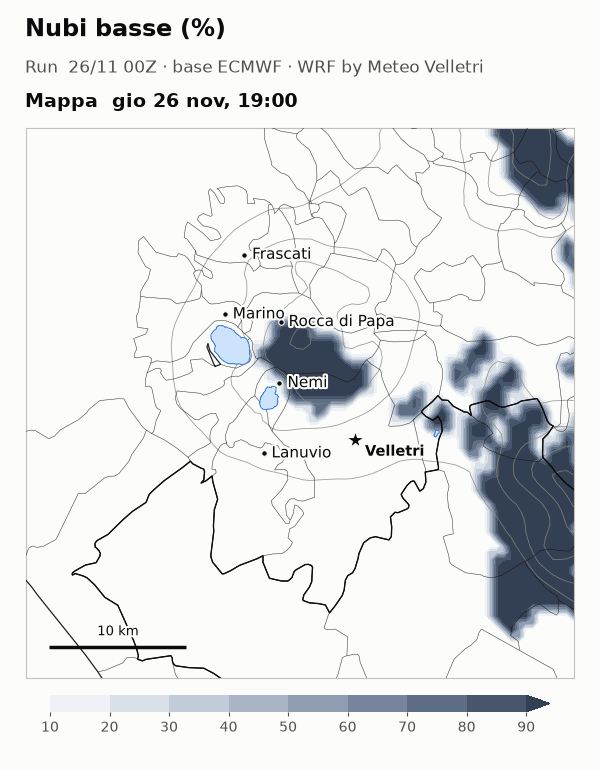 Nubi basse (%)
Run  26/11 00Z · base ECMWF · WRF by Meteo Velletri
Mappa  gio 26 nov, 19:00
Frascati
Marino
Rocca di Papa
Nemi
Velletri
Lanuvio
10 km
10 20 30 40 50 60 70 80 90